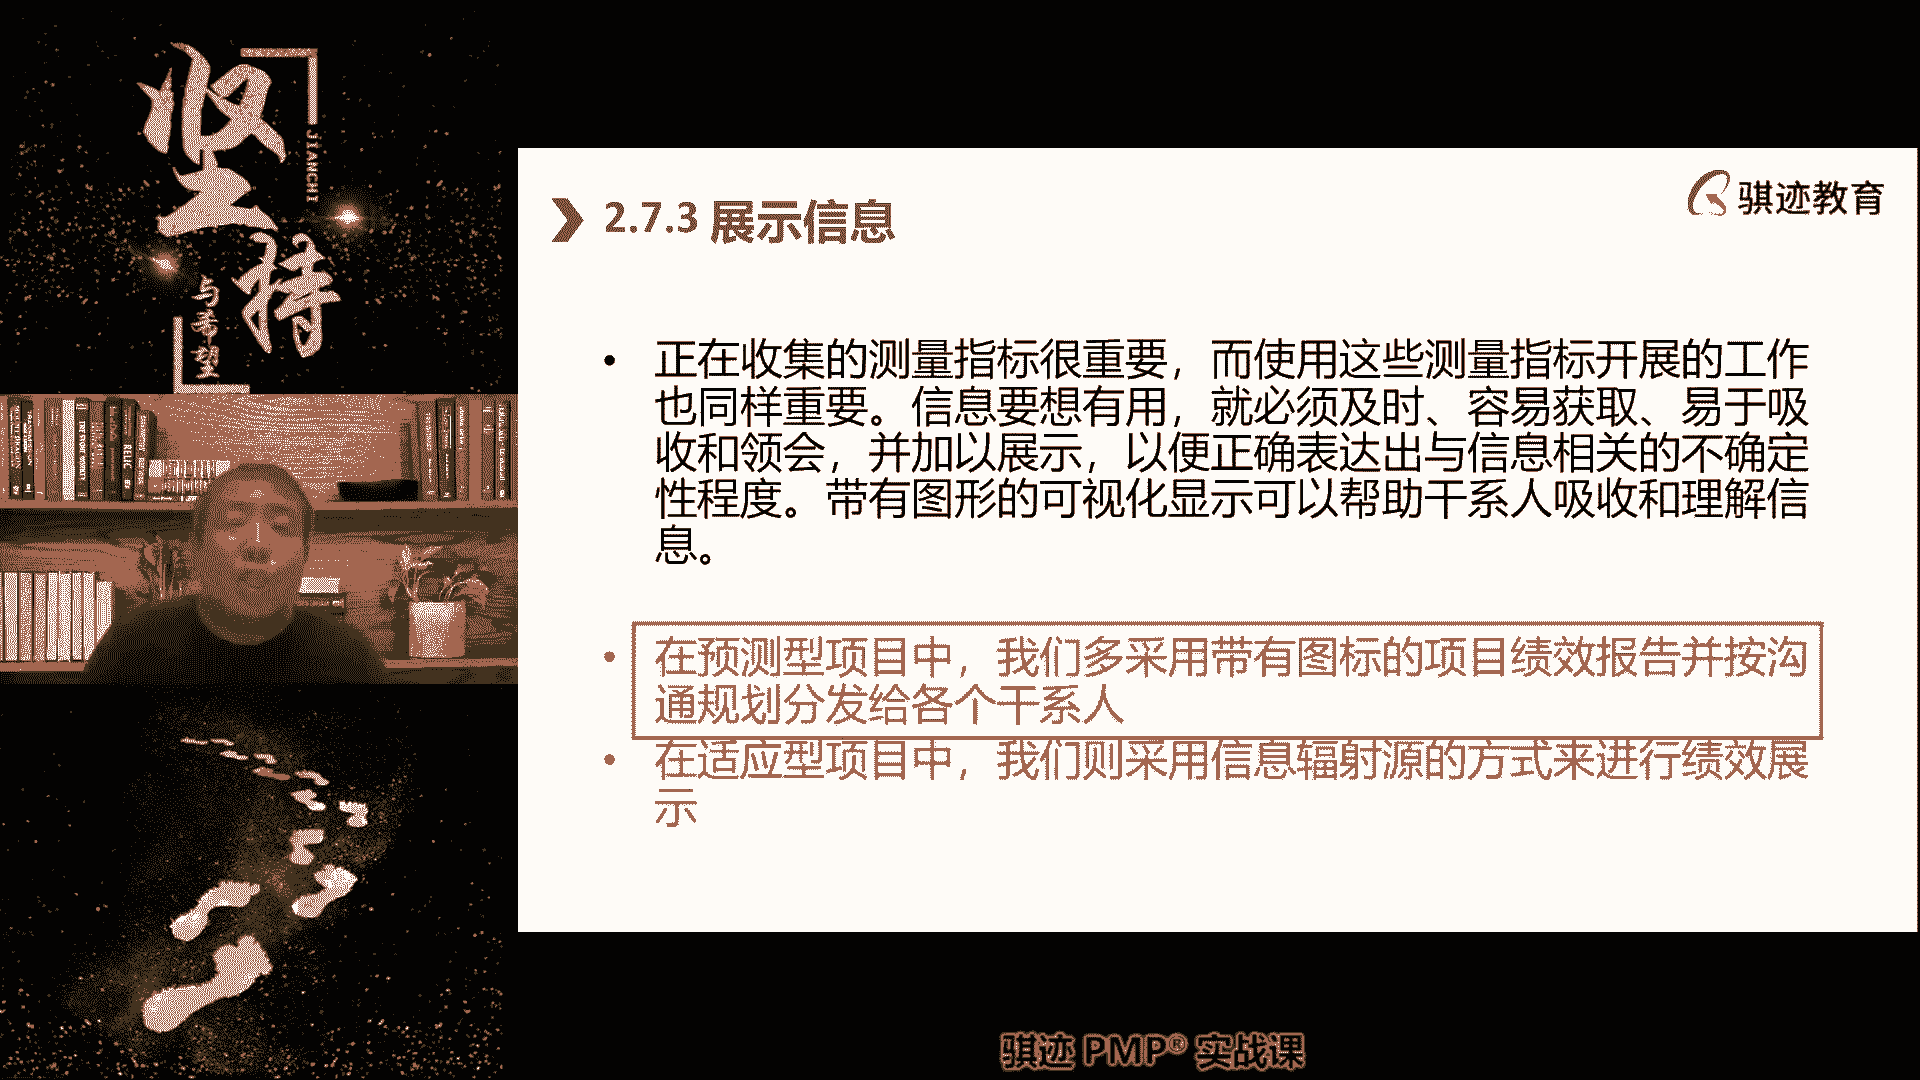 坚持
JIANCHI
与希望
骐迹教育
2.7.3 展示信息
• 正在收集的测量指标很重要，而使用这些测量指标开展的工作
也同样重要。信息要想有用，就必须及时、容易获取、易于吸
收和领会，并加以展示，以便正确表达出与信息相关的不确定
性程度。带有图形的可视化显示可以帮助干系人吸收和理解信
息。
• 在预测型项目中，我们多采用带有图标的项目绩效报告并按沟
通规划分发给各个干系人
• 在适应型项目中，我们则采用信息辐射源的方式来进行绩效展
示
骐迹 PMP® 实战课